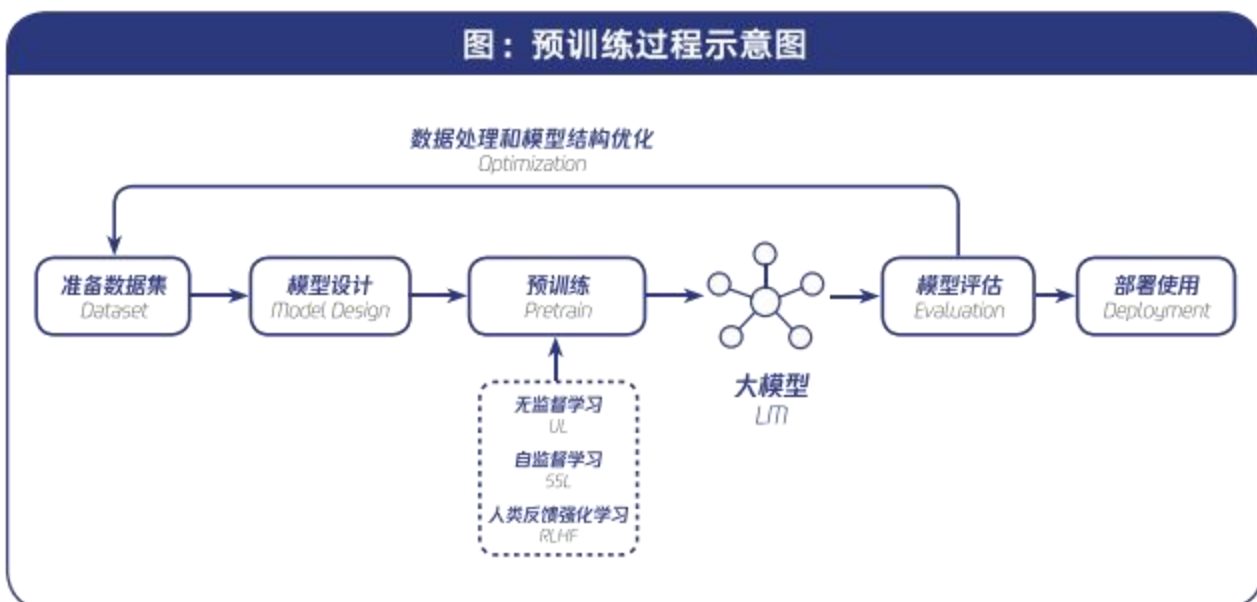 图：预训练过程示意图
数据处理和模型结构优化
Optimization
准备数据集
Dataset
模型设计
Model Design
预训练
Pretrain
大模型
LM
模型评估
Evaluation
部署使用
Deployment
无监督学习
UL
自监督学习
SSL
人类反馈强化学习
RLHF